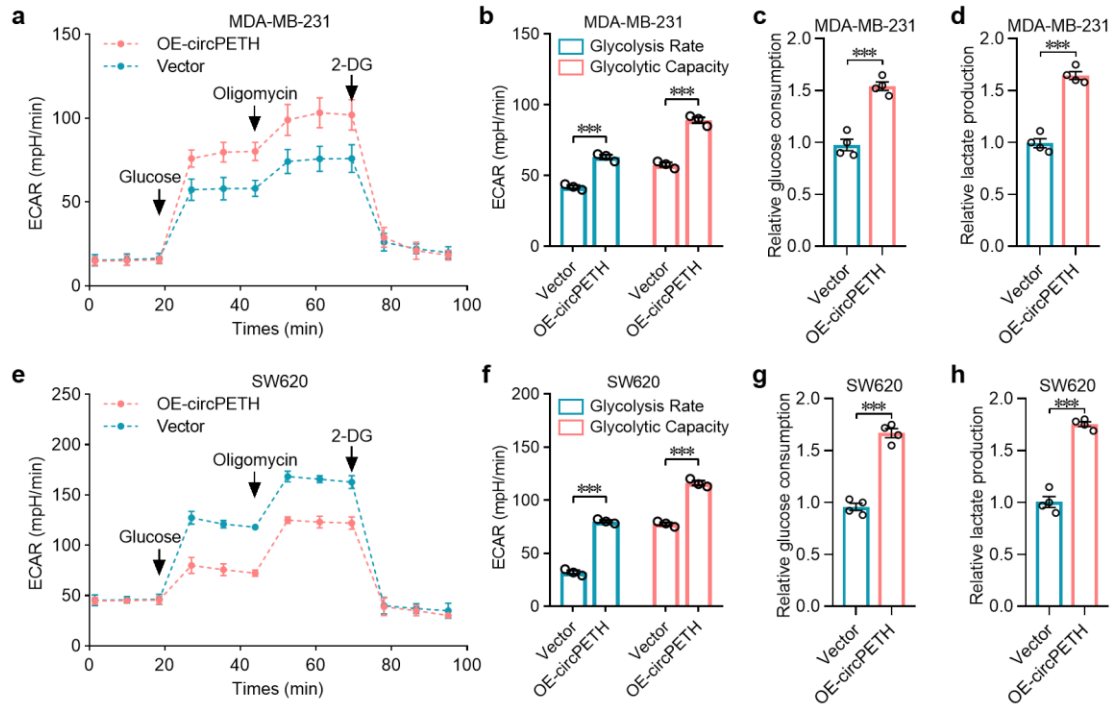 a
MDA-MB-231
OE-circPETH
Vector
Glucose
Oligomycin
2-DG
ECAR (mpH/min)
150
100
50
0
0 20 40 60 80 100
Times (min)
b
MDA-MB-231
Glycolysis Rate
Glycolytic Capacity
ECAR (mpH/min)
150
100
50
0
***
***
Vector
OE-circPETH
Vector
OE-circPETH
c
MDA-MB-231
Relative glucose consumption
2.0
1.5
1.0
0.5
0.0
***
Vector
OE-circPETH
d
MDA-MB-231
Relative lactate production
2.0
1.5
1.0
0.5
0.0
***
Vector
OE-circPETH
e
SW620
OE-circPETH
Vector
Glucose
Oligomycin
2-DG
ECAR (mpH/min)
250
200
150
100
50
0
0 20 40 60 80 100
Times (min)
f
SW620
Glycolysis Rate
Glycolytic Capacity
ECAR (mpH/min)
200
150
100
50
0
***
***
Vector
OE-circPETH
Vector
OE-circPETH
g
SW620
Relative glucose consumption
2.0
1.5
1.0
0.5
0.0
***
Vector
OE-circPETH
h
SW620
Relative lactate production
2.0
1.5
1.0
0.5
0.0
***
Vector
OE-circPETH